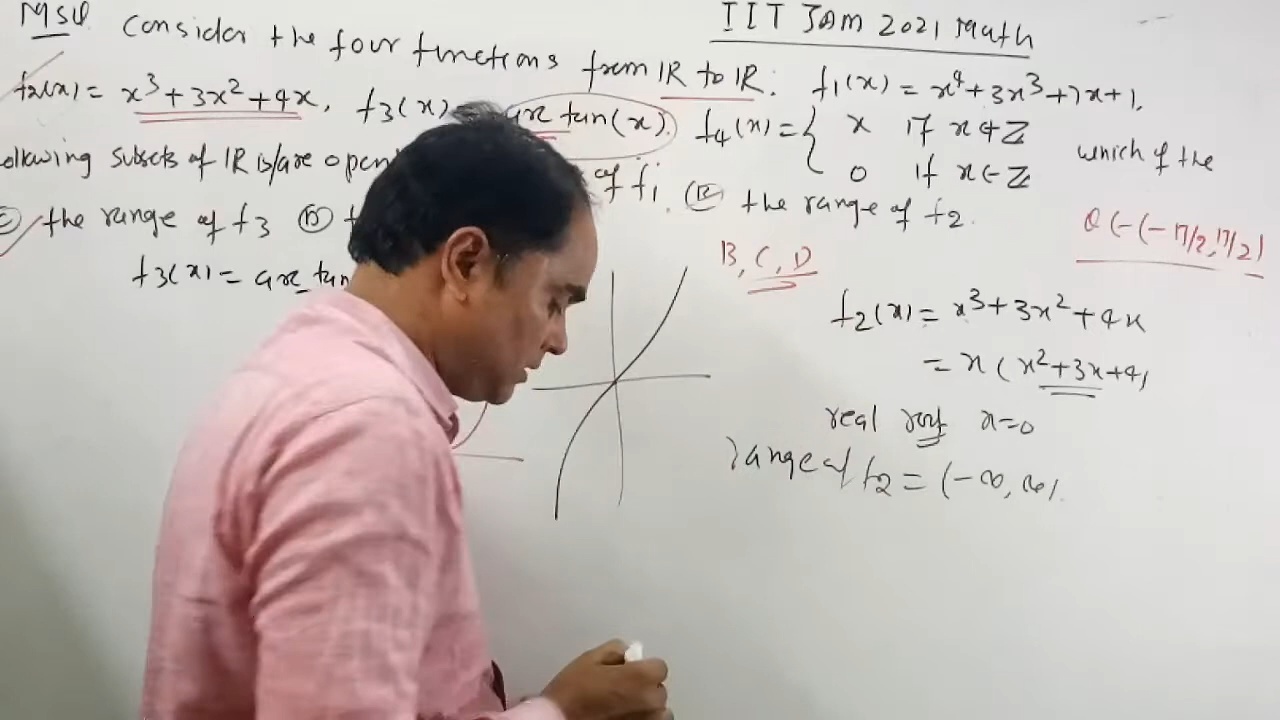 MSQ
IIT JAM 2021 Math
Consider the four functions from IR to IR: f1(x) = x⁴+3x³+7x+1,
f2(x) = x³+3x²+4x, f3(x) = arc tan(x). f4(x) = { x if x∉Z
0 if x∈Z
which of the
ollowing subsets of IR is/are open of f1. (B) the range of f2.
(C) the range of f3 (D)
θ∈(-π/2, π/2)
f3(x) = arc tan
B, C, D
f2(x) = x³+3x²+4x
= x(x²+3x+4)
real root x=0
range of f2 = (-∞, ∞).